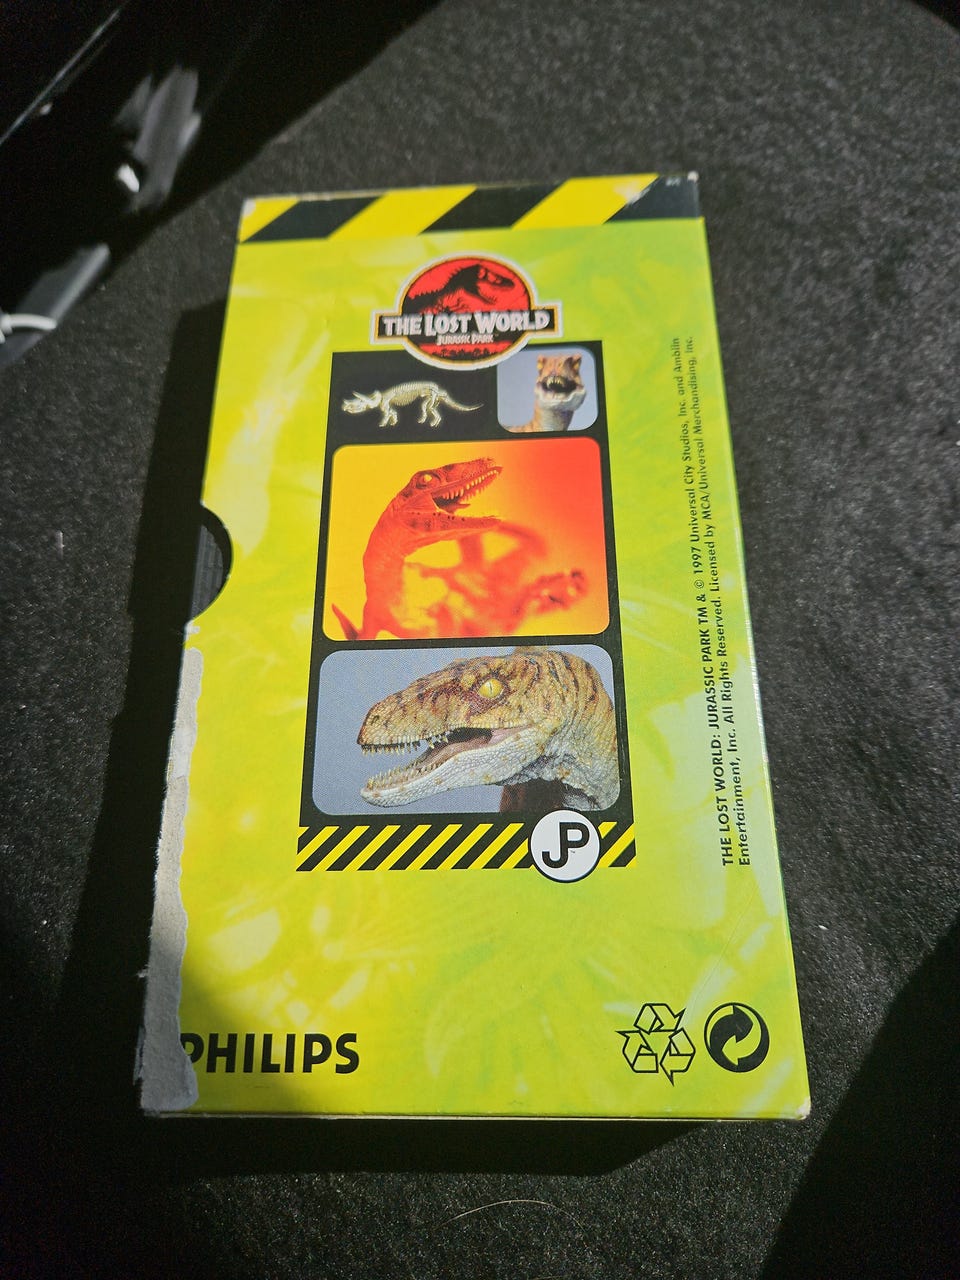 THE LOST WORLD
JURASSIC PARK
THE LOST WORLD: JURASSIC PARK TM & © 1997 Universal City Studios, Inc. and Amblin
Entertainment, Inc. All Rights Reserved. Licensed by MCA/Universal Merchandising, Inc.
JP
PHILIPS